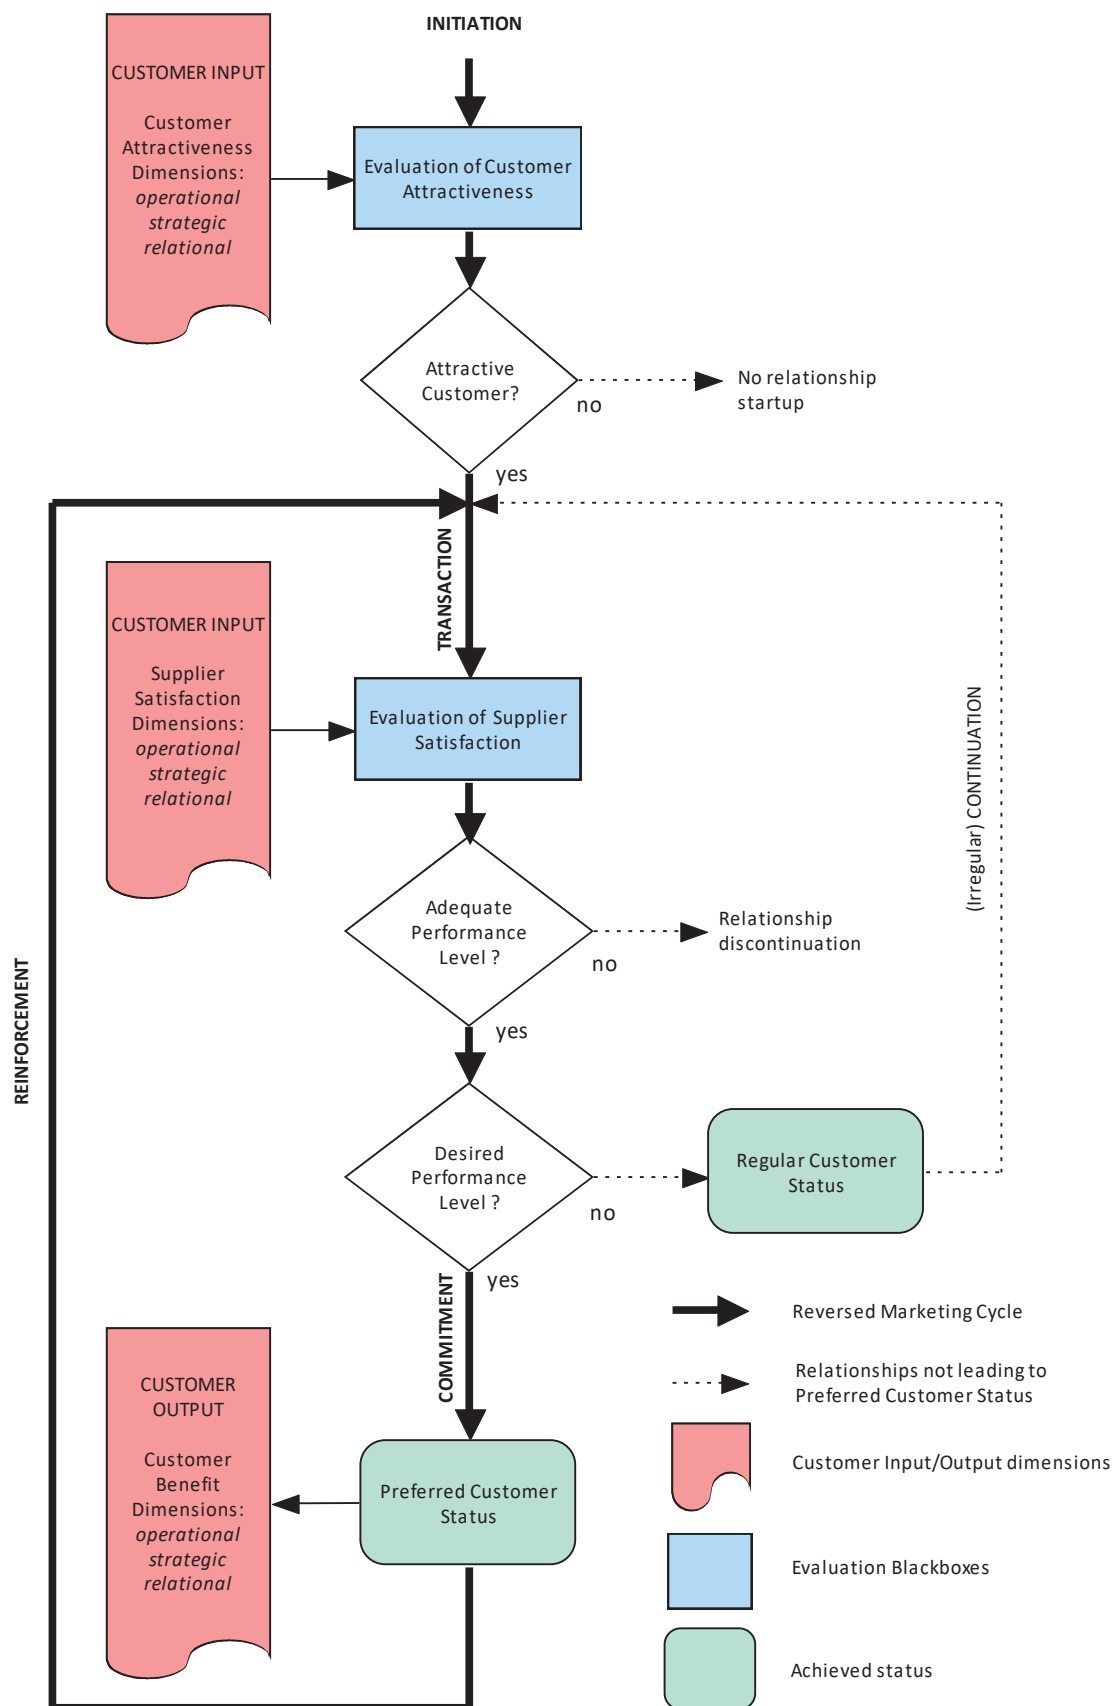 INITIATION
CUSTOMER INPUT
Customer
Attractiveness
Dimensions:
operational
strategic
relational
Evaluation of Customer
Attractiveness
Attractive
Customer?
no
No relationship
startup
yes
TRANSACTION
CUSTOMER INPUT
Supplier
Satisfaction
Dimensions:
operational
strategic
relational
Evaluation of Supplier
Satisfaction
(Irregular) CONTINUATION
Adequate
Performance
Level ?
no
Relationship
discontinuation
yes
REINFORCEMENT
Desired
Performance
Level ?
no
Regular Customer
Status
yes
COMMITMENT
CUSTOMER
OUTPUT
Customer
Benefit
Dimensions:
operational
strategic
relational
Preferred Customer
Status
Reversed Marketing Cycle
Relationships not leading to
Preferred Customer Status
Customer Input/Output dimensions
Evaluation Blackboxes
Achieved status